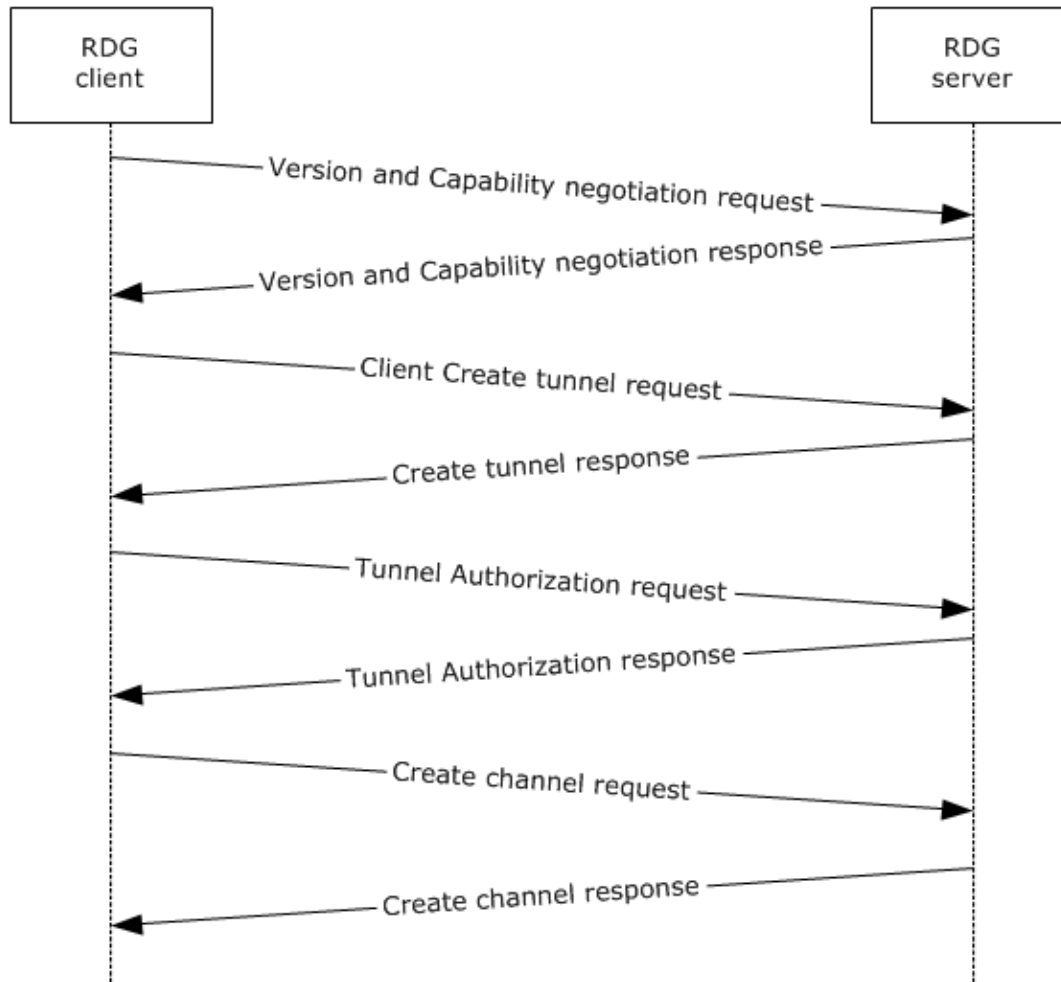 RDG
client
RDG
server
Version and Capability negotiation request
Version and Capability negotiation response
Client Create tunnel request
Create tunnel response
Tunnel Authorization request
Tunnel Authorization response
Create channel request
Create channel response